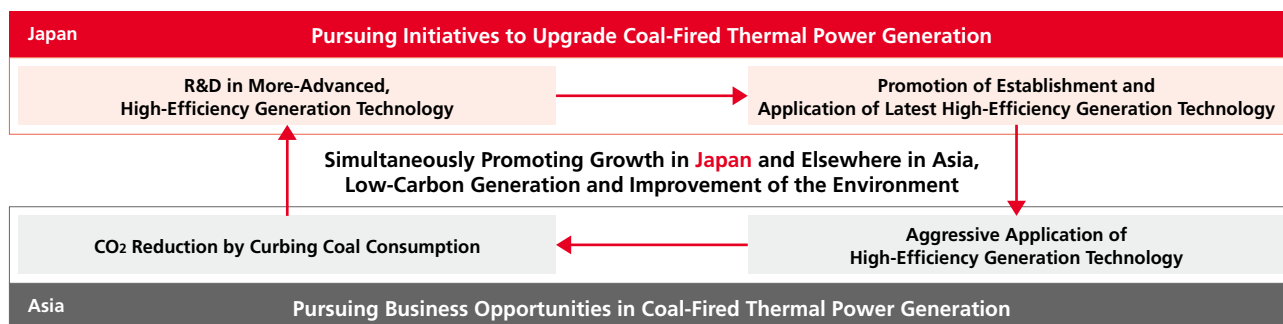 Japan
Pursuing Initiatives to Upgrade Coal-Fired Thermal Power Generation
R&D in More-Advanced,
High-Efficiency Generation Technology
Promotion of Establishment and
Application of Latest High-Efficiency Generation Technology
Simultaneously Promoting Growth in Japan and Elsewhere in Asia,
Low-Carbon Generation and Improvement of the Environment
CO2 Reduction by Curbing Coal Consumption
Aggressive Application of
High-Efficiency Generation Technology
Asia
Pursuing Business Opportunities in Coal-Fired Thermal Power Generation